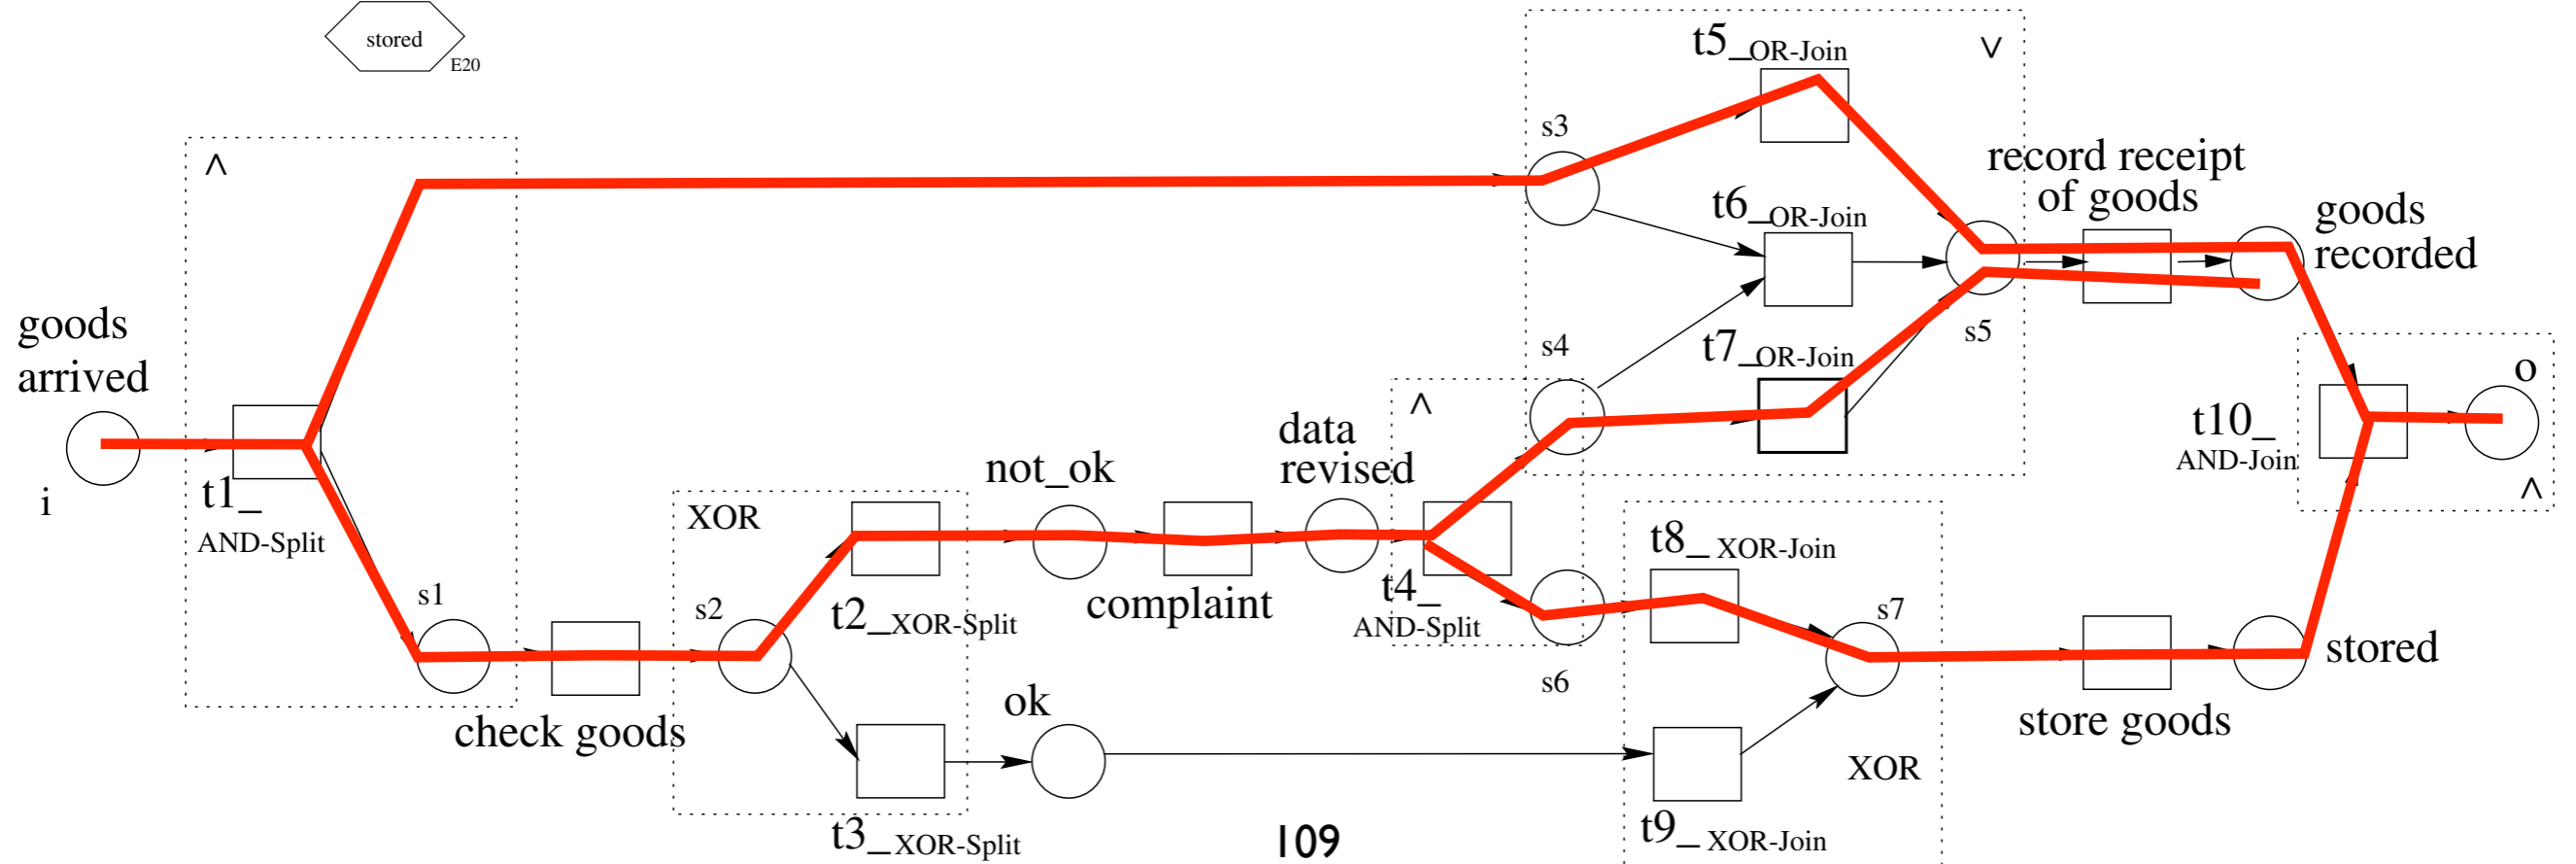 stored
E20
t5_OR-Join
V
s3
^
record receipt
of goods
t6_OR-Join
goods
recorded
goods
arrived
s4
t7_OR-Join
s5
o
^
t10_
AND-Join
^
data
revised
not_ok
i
t1_
AND-Split
XOR
t8_ XOR-Join
s1
s2
t2_XOR-Split
complaint
t4_
AND-Split
s7
stored
s6
ok
check goods
store goods
XOR
t3_XOR-Split
109
t9_ XOR-Join